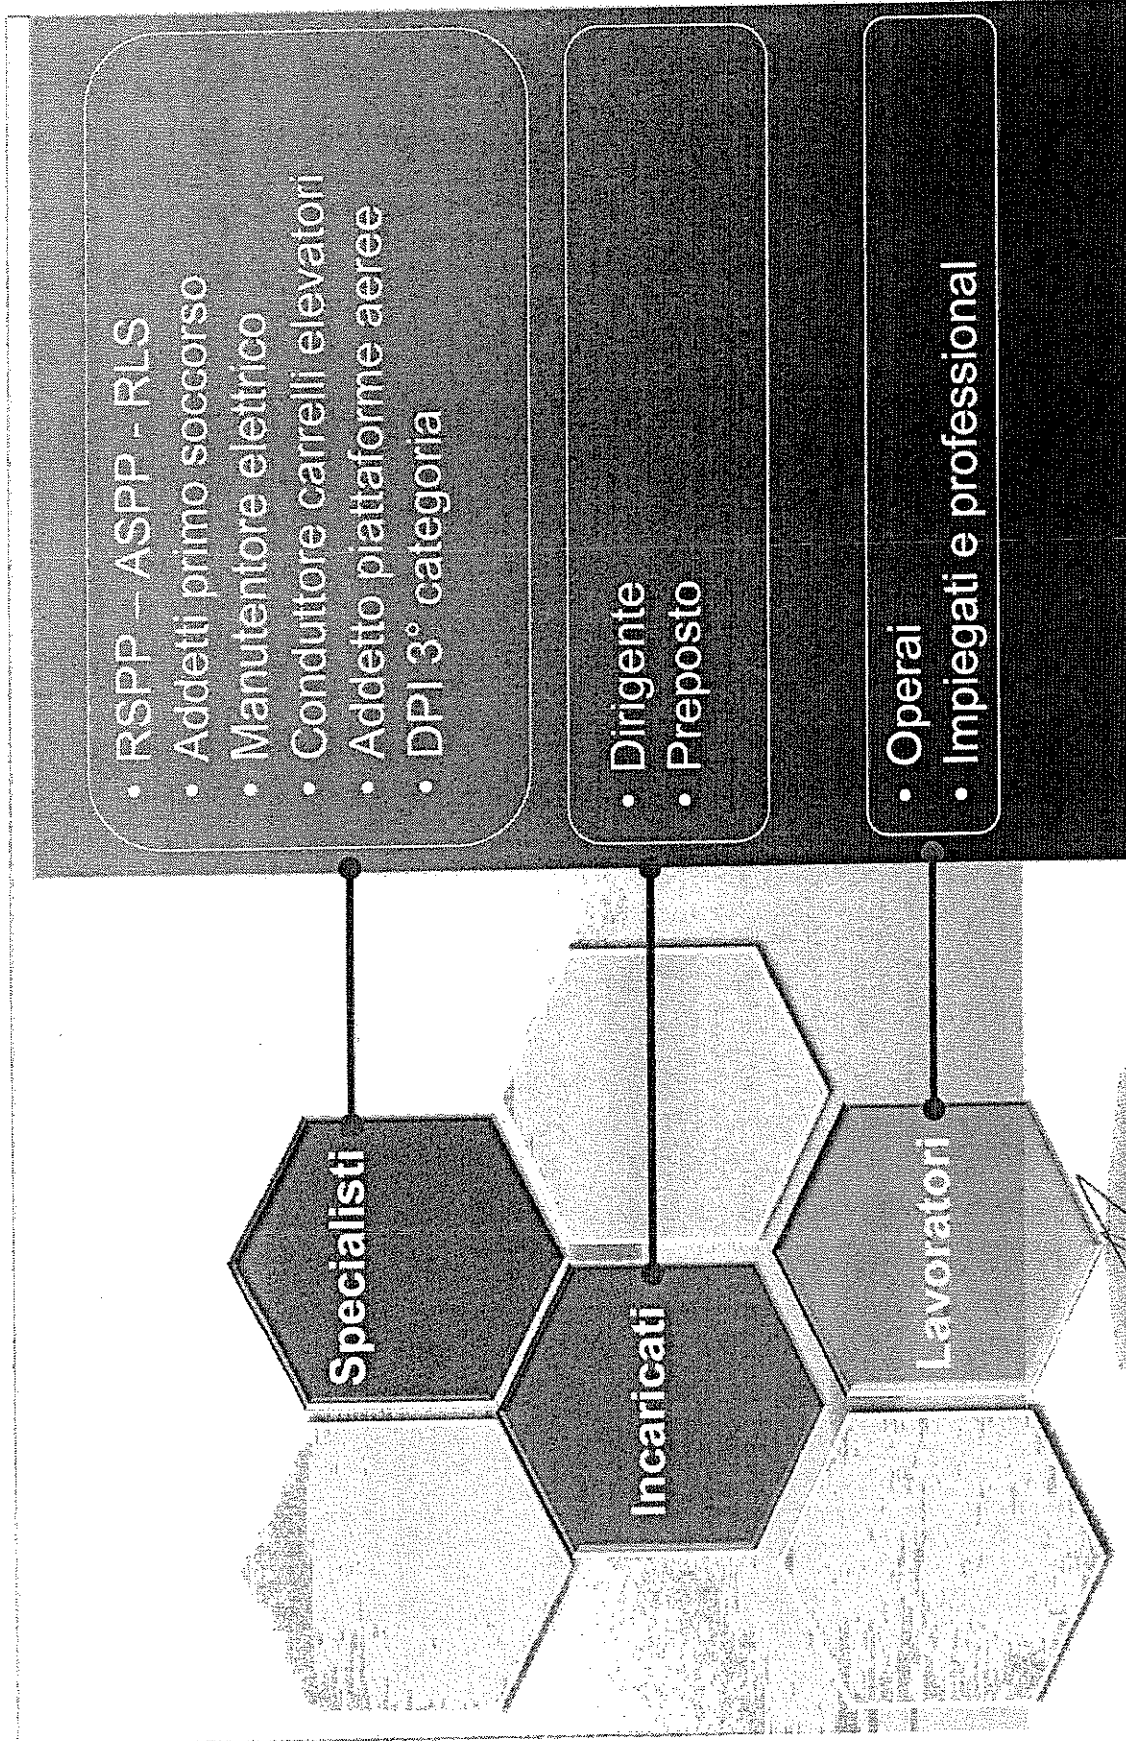 Specialisti
• RSPP – ASPP - RLS
• Addetti primo soccorso
• Manutentore elettrico
• Conduttore carrelli elevatori
• Addetto piattaforme aeree
• DPI 3° categoria
Incaricati
• Dirigente
• Preposto
Lavoratori
• Operai
• Impiegati e professional